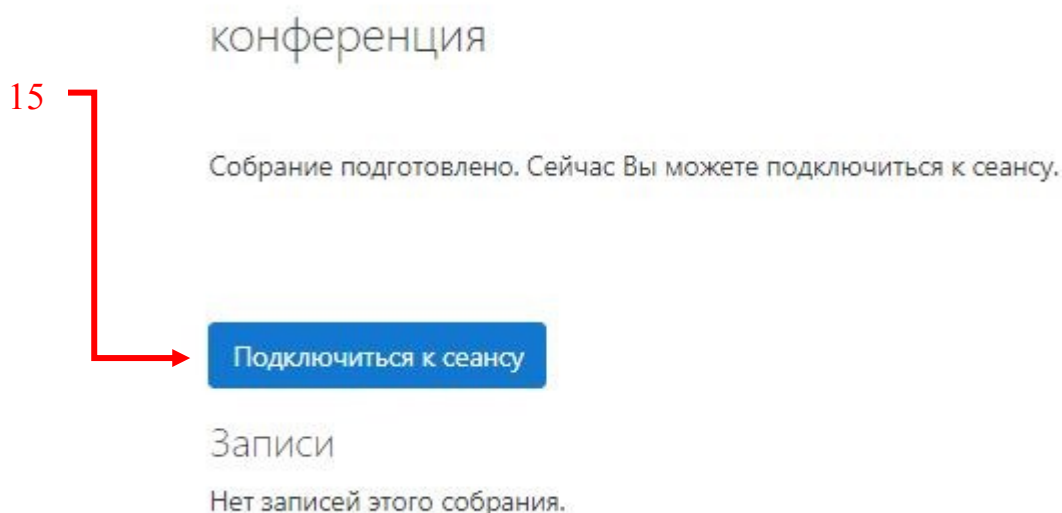 конференция
15
Собрание подготовлено. Сейчас Вы можете подключиться к сеансу.
Подключиться к сеансу
Записи
Нет записей этого собрания.